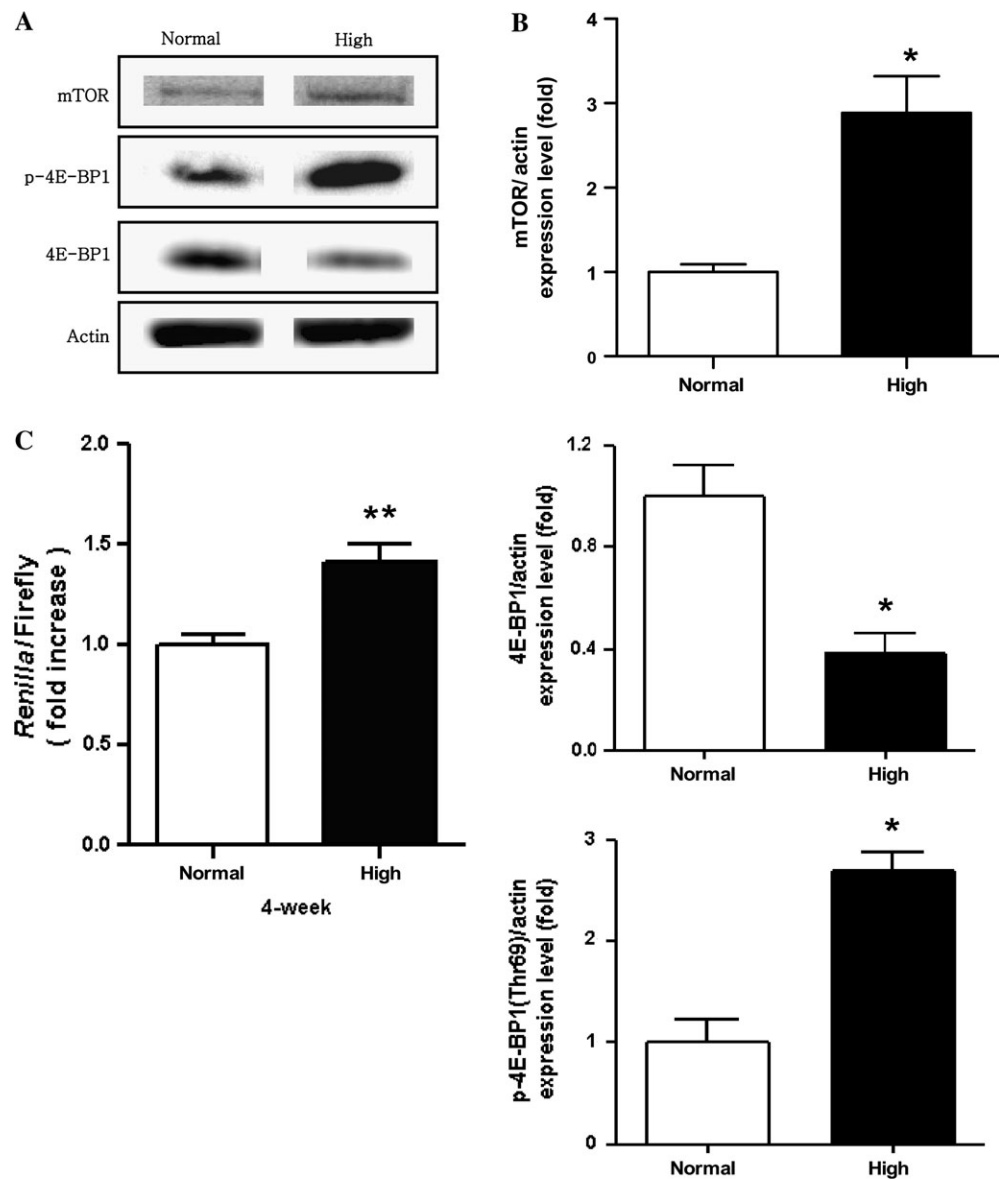 A
Normal High
mTOR
p-4E-BP1
4E-BP1
Actin
B
mTOR/ actin
expression level (fold)
4
3
2
1
0
*
Normal High
C
Renilla/Firefly
( fold increase )
2.0
1.5
1.0
0.5
0.0
**
Normal High
4-week
4E-BP1/actin
expression level (fold)
1.2
0.8
0.4
0.0
*
Normal High
p-4E-BP1(Thr69)/actin
expression level (fold)
3
2
1
0
*
Normal High